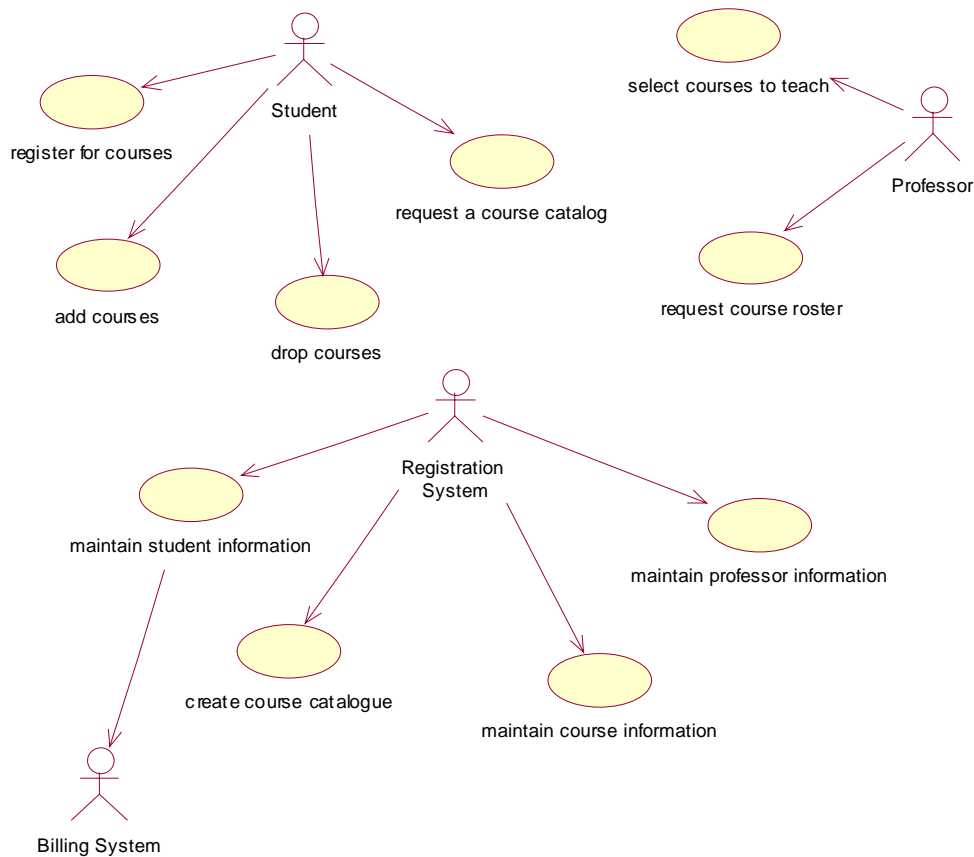 select courses to teach
Student
register for courses
Professor
request a course catalog
request course roster
add courses
drop courses
Registration
System
maintain student information
maintain professor information
create course catalogue
maintain course information
Billing System